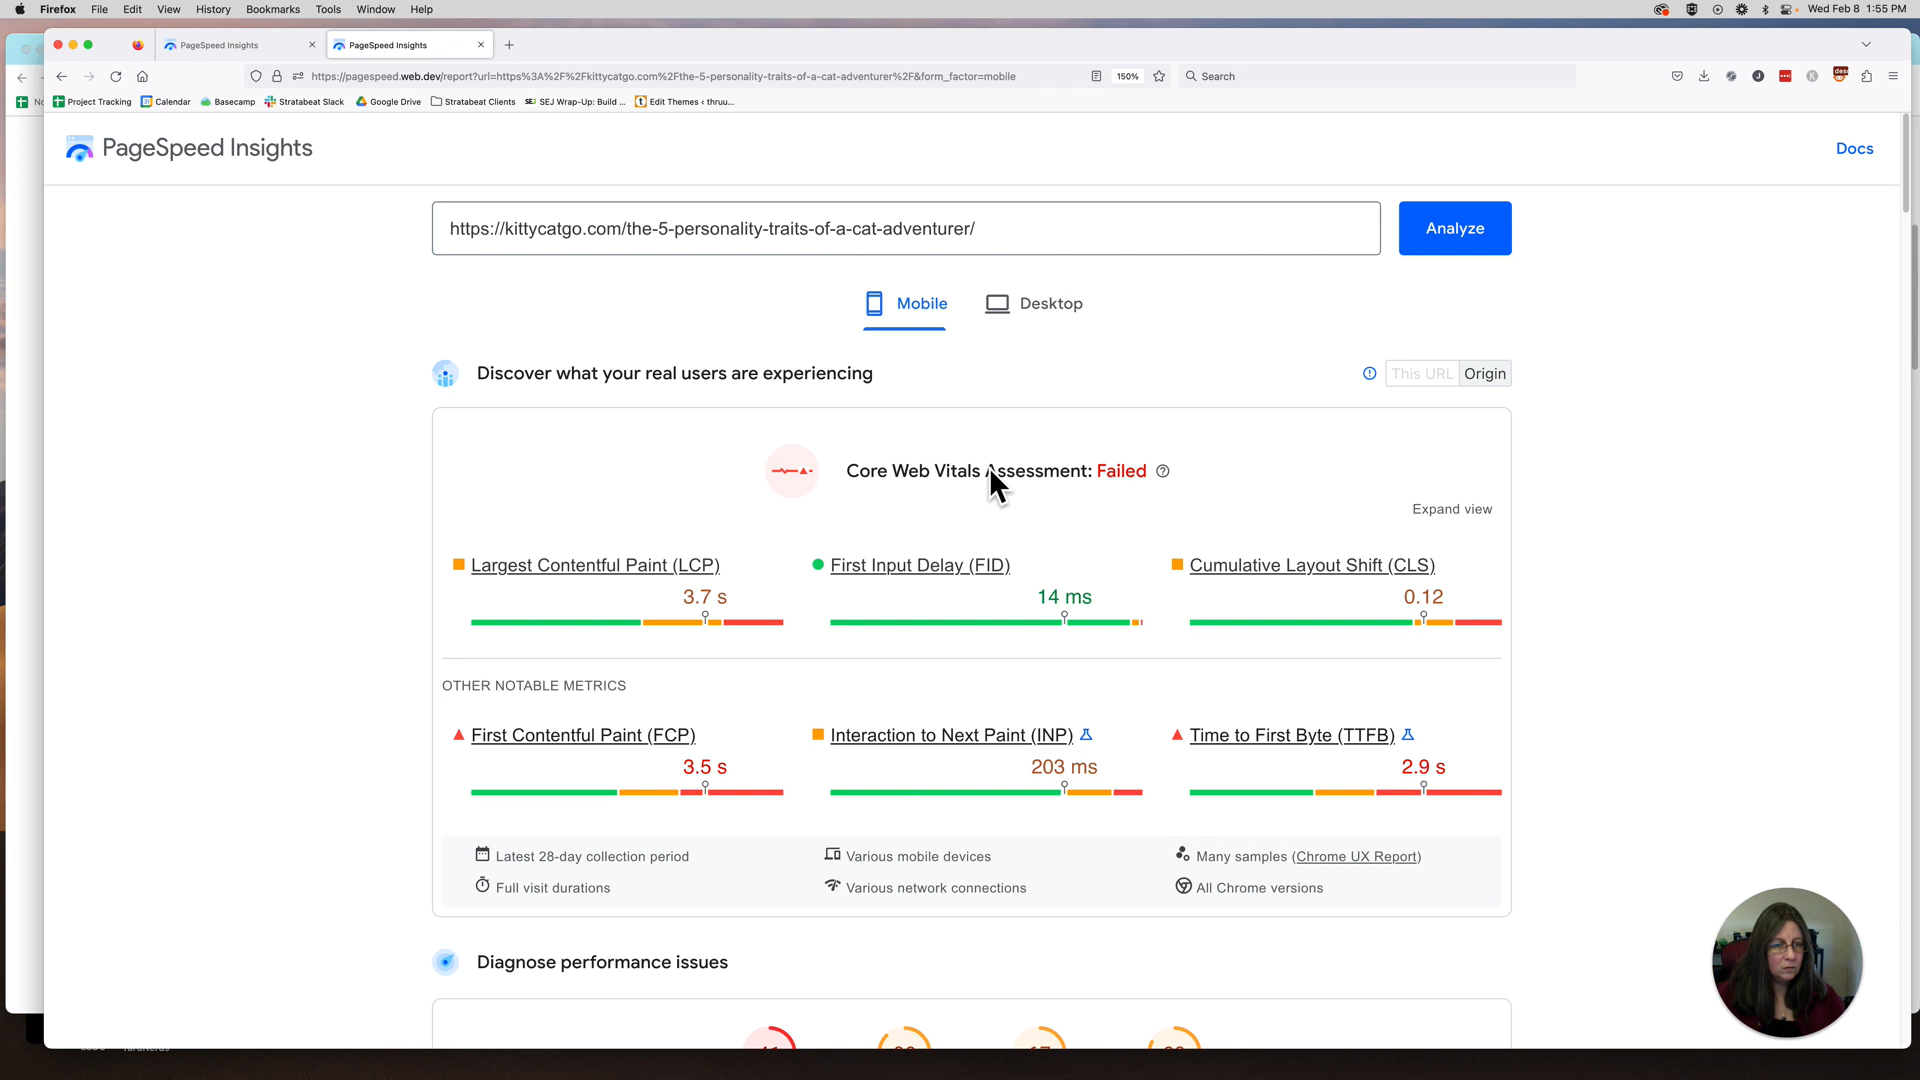 Firefox File Edit View History Bookmarks Tools Window Help
Wed Feb 8 1:55 PM
PageSpeed Insights
PageSpeed Insights
https://pagespeed.web.dev/report?url=https%3A%2F%2Fkittycatgo.com%2Fthe-5-personality-traits-of-a-cat-adventurer%2F&form_factor=mobile
150%
Search
Project Tracking Calendar Basecamp Stratabeat Slack Google Drive Stratabeat Clients SEJ Wrap-Up: Build ... Edit Themes ‹ thruu...
PageSpeed Insights
Docs
https://kittycatgo.com/the-5-personality-traits-of-a-cat-adventurer/
Analyze
Mobile
Desktop
Discover what your real users are experiencing
This URL
Origin
Core Web Vitals Assessment: Failed
Expand view
Largest Contentful Paint (LCP)
3.7 s
First Input Delay (FID)
14 ms
Cumulative Layout Shift (CLS)
0.12
OTHER NOTABLE METRICS
First Contentful Paint (FCP)
3.5 s
Interaction to Next Paint (INP)
203 ms
Time to First Byte (TTFB)
2.9 s
Latest 28-day collection period
Various mobile devices
Many samples (Chrome UX Report)
Full visit durations
Various network connections
All Chrome versions
Diagnose performance issues